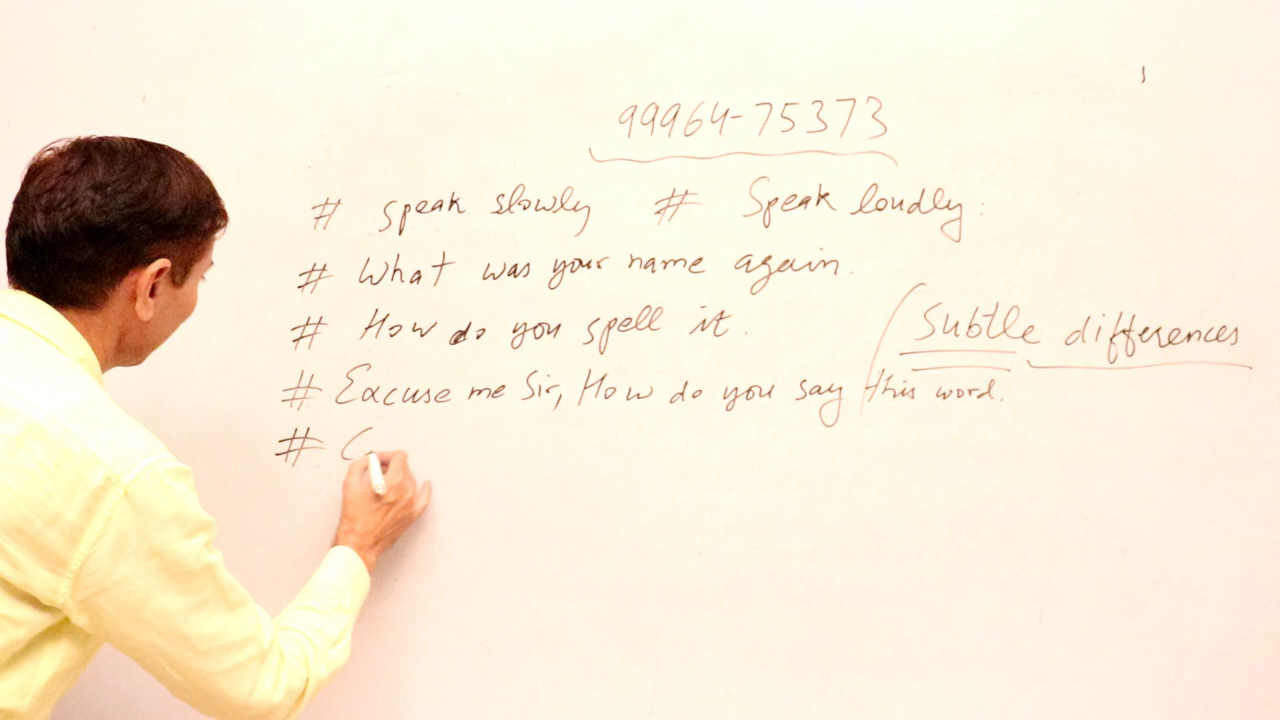 99964-75373
# speak slowly # Speak loudly.
# What was your name again.
# How do you spell it.
Subtle differences
# Excuse me Sir, How do you say this word.
# C